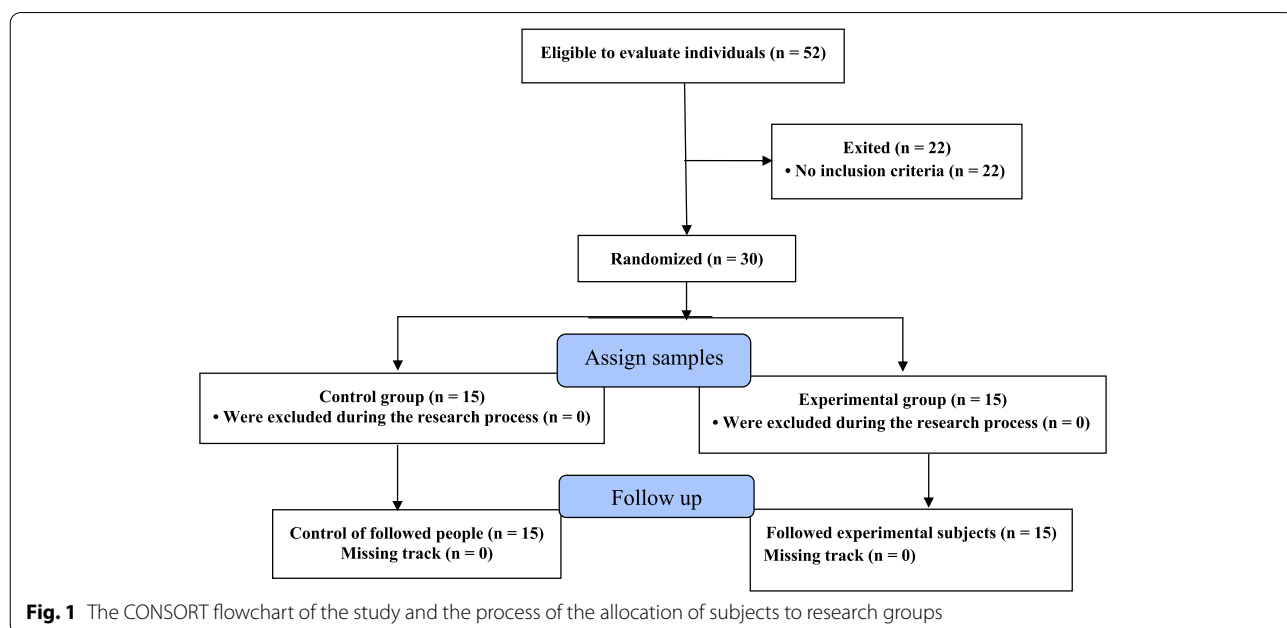 Eligible to evaluate individuals (n = 52)
Exited (n = 22)
• No inclusion criteria (n = 22)
Randomized (n = 30)
Assign samples
Control group (n = 15)
• Were excluded during the research process (n = 0)
Experimental group (n = 15)
• Were excluded during the research process (n = 0)
Follow up
Control of followed people (n = 15)
Missing track (n = 0)
Followed experimental subjects (n = 15)
Missing track (n = 0)
Fig. 1 The CONSORT flowchart of the study and the process of the allocation of subjects to research groups